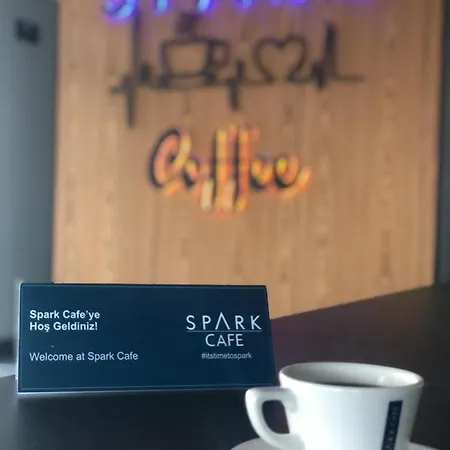 Coffee
Spark Cafe'ye
Hoş Geldiniz!
Welcome at Spark Cafe
SPARK
CAFE
#itstimetospark